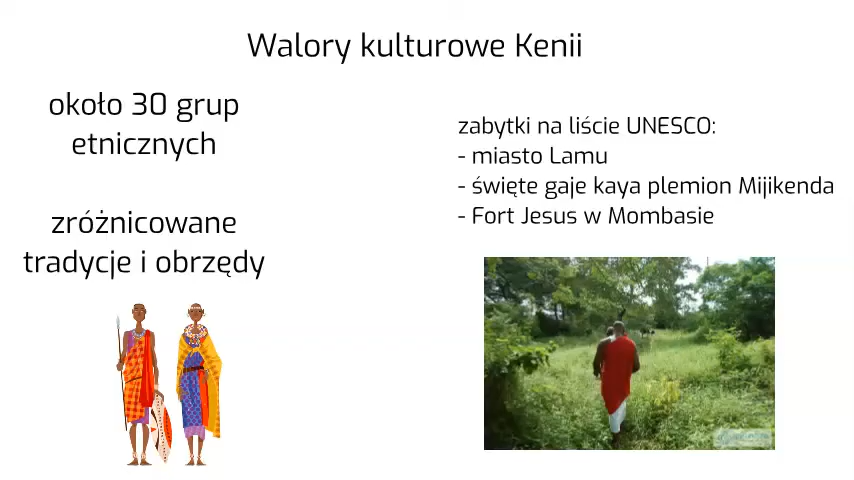 Walory kulturowe Kenii
około 30 grup
etnicznych
zróżnicowane
tradycje i obrzędy
zabytki na liście UNESCO:
- miasto Lamu
- święte gaje kaya plemion Mijikenda
- Fort Jesus w Mombasie